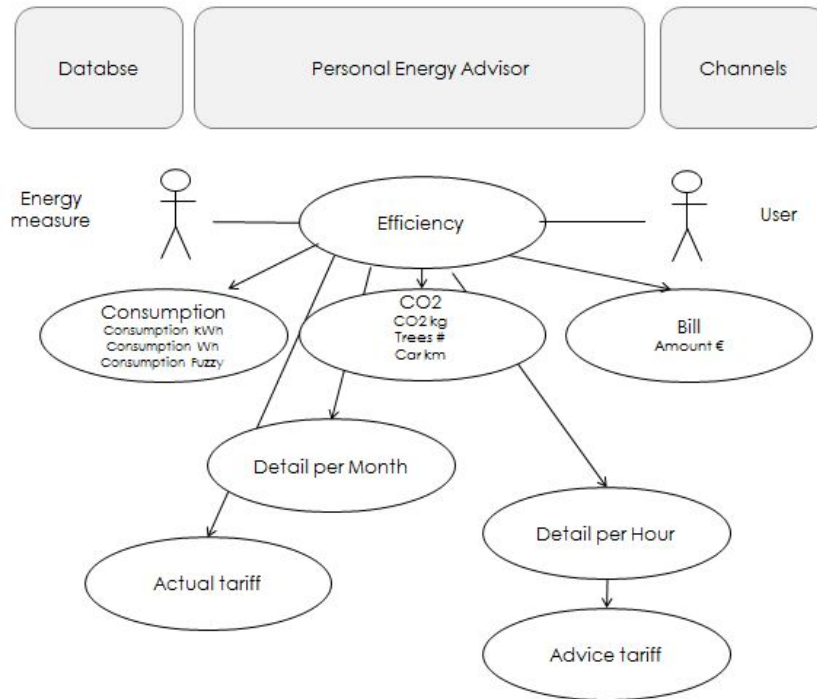 Databse
Personal Energy Advisor
Channels
Energy
measure
Efficiency
User
Consumption
Consumption kWh
Consumption Wh
Consumption Fuzzy
CO2
CO2 kg
Trees #
Car km
Bill
Amount €
Detail per Month
Detail per Hour
Actual tariff
Advice tariff